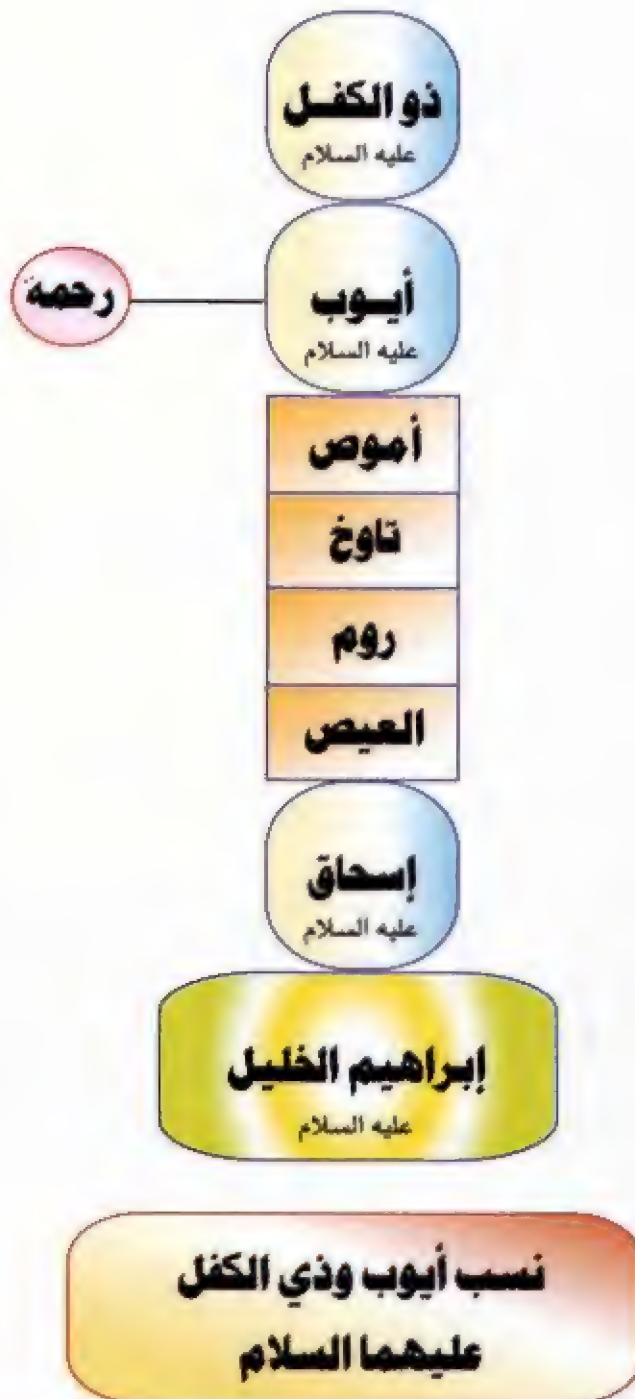 ذو الكفل
عليه السلام
أيوب
عليه السلام
رحمة
أموص
تاوخ
روم
العيص
إسحاق
عليه السلام
إبراهيم الخليل
عليه السلام
نسب أيوب وذي الكفل
عليهما السلام